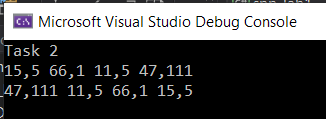 Microsoft Visual Studio Debug Console
Task 2
15,5 66,1 11,5 47,111
47,111 11,5 66,1 15,5